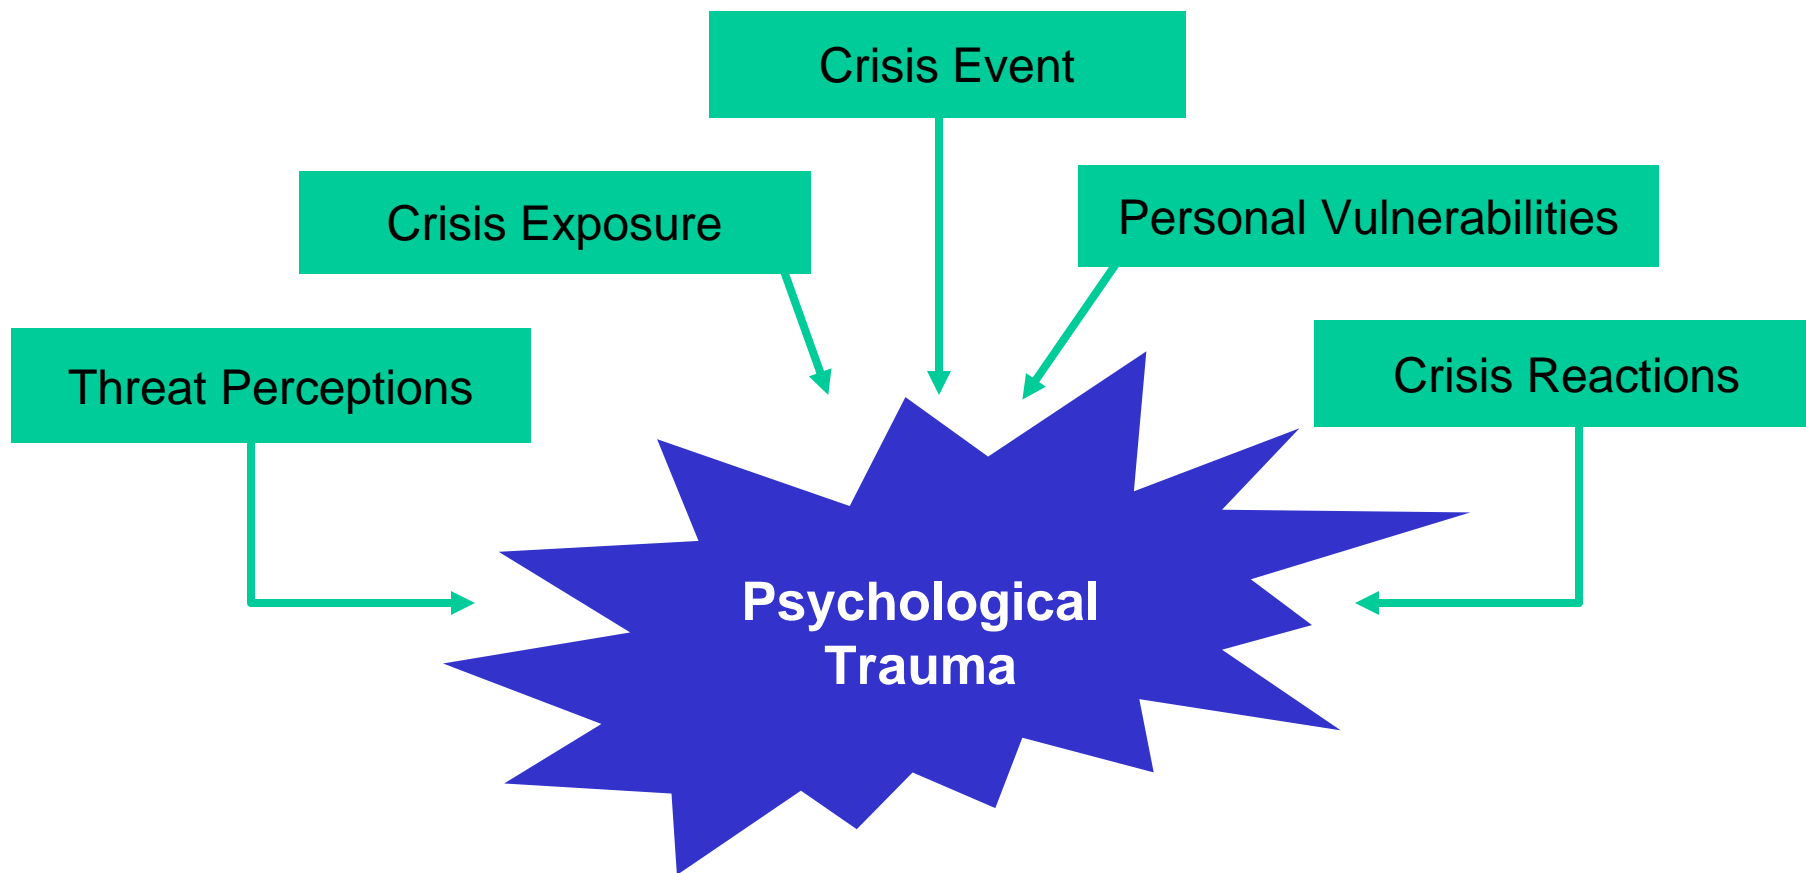 Crisis Event
Crisis Exposure
Personal Vulnerabilities
Threat Perceptions
Crisis Reactions
Psychological
Trauma